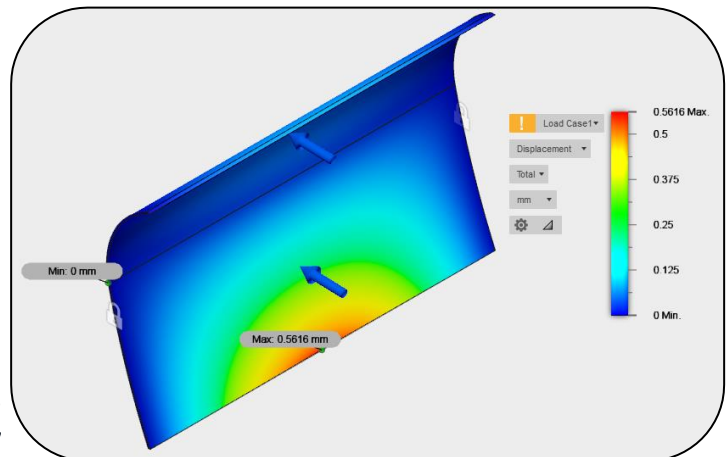 ! Load Case1
Displacement
Total
mm
0.5616 Max.
0.5
0.375
0.25
0.125
0 Min.
Min: 0 mm
Max: 0.5616 mm